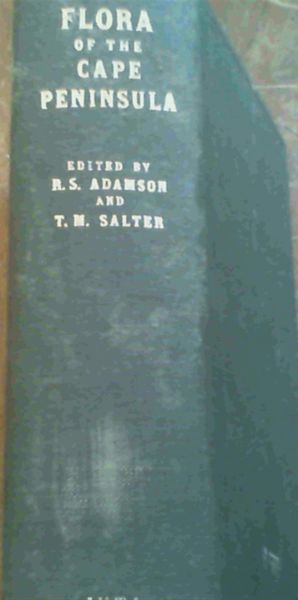 FLORA
OF THE
CAPE
PENINSULA
EDITED BY
R. S. ADAMSON
AND
T. M. SALTER